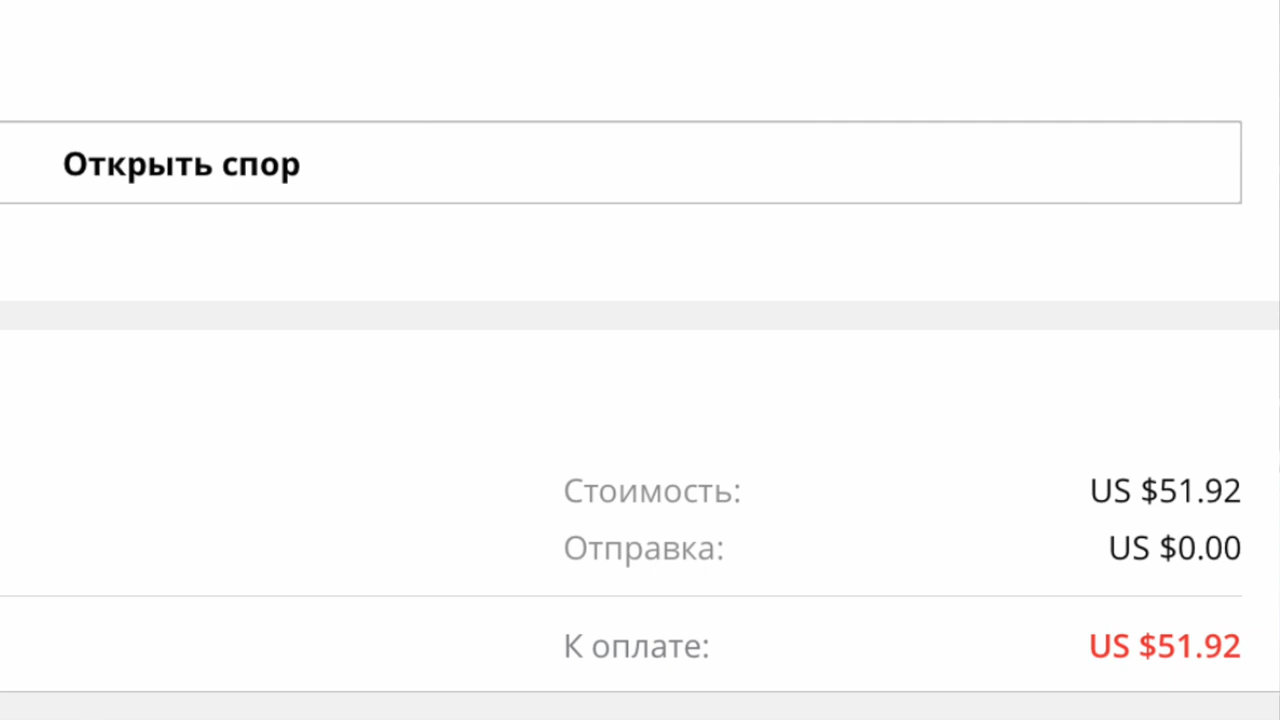 Открыть спор
Стоимость: US $51.92
Отправка: US $0.00
К оплате: US $51.92